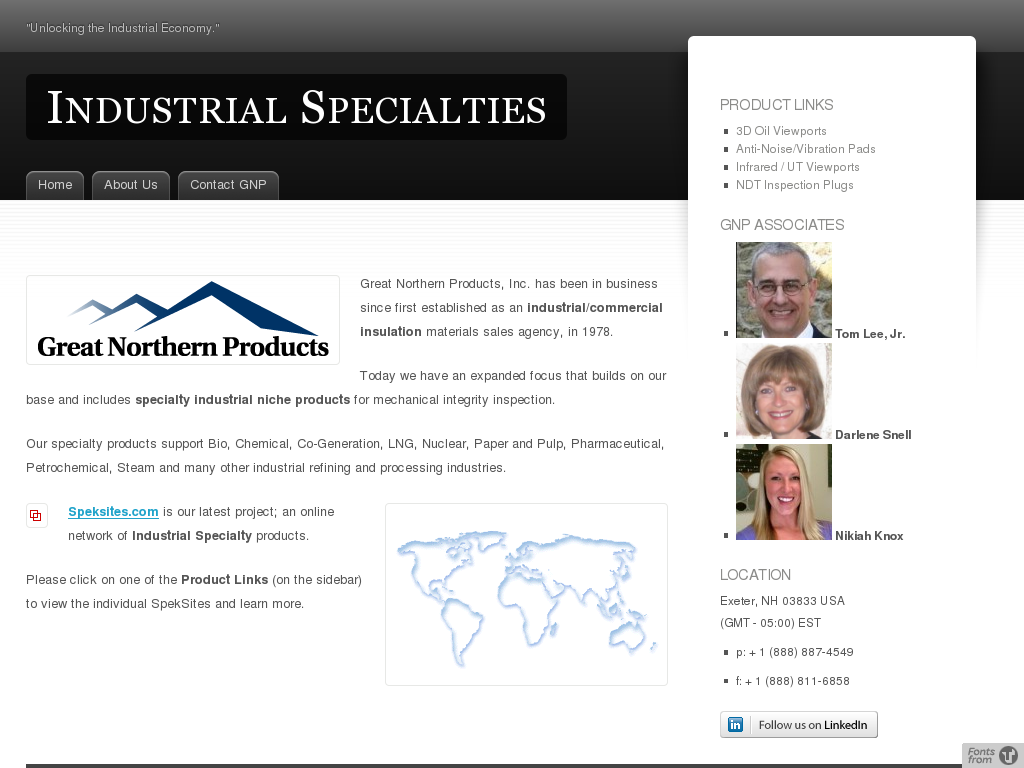 "Unlocking the Industrial Economy."
Industrial Specialties
Home About Us Contact GNP
Great Northern Products
Great Northern Products, Inc. has been in business
since first established as an industrial/commercial
insulation materials sales agency, in 1978.
Today we have an expanded focus that builds on our
base and includes specialty industrial niche products for mechanical integrity inspection.
Our specialty products support Bio, Chemical, Co-Generation, LNG, Nuclear, Paper and Pulp, Pharmaceutical,
Petrochemical, Steam and many other industrial refining and processing industries.
Speksites.com is our latest project; an online
network of Industrial Specialty products.
Please click on one of the Product Links (on the sidebar)
to view the individual SpekSites and learn more.
PRODUCT LINKS
3D Oil Viewports
Anti-Noise/Vibration Pads
Infrared / UT Viewports
NDT Inspection Plugs
GNP ASSOCIATES
Tom Lee, Jr.
Darlene Snell
Nikiah Knox
LOCATION
Exeter, NH 03833 USA
(GMT - 05:00) EST
p: + 1 (888) 887-4549
f: + 1 (888) 811-6858
in Follow us on LinkedIn
Fonts
from